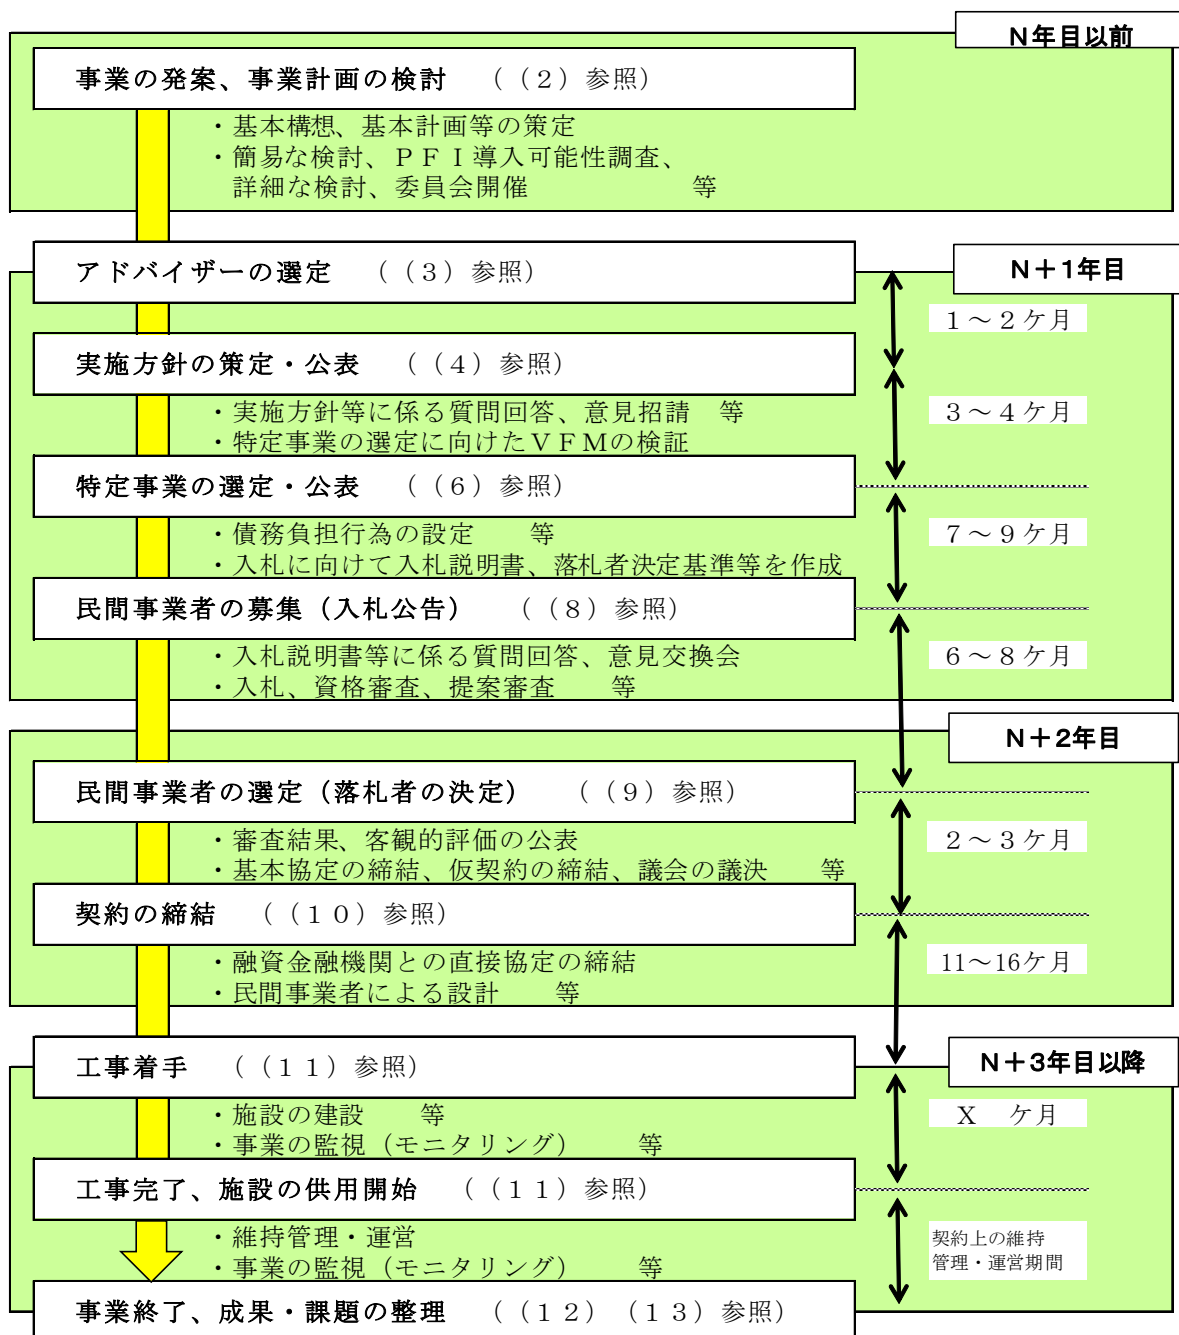 N年目以前
事業の発案、事業計画の検討　（（２）参照）
・基本構想、基本計画等の策定
・簡易な検討、ＰＦＩ導入可能性調査、
詳細な検討、委員会開催　　　　　等
アドバイザーの選定　（（３）参照）
N＋1年目
１～２ケ月
実施方針の策定・公表　（（４）参照）
・実施方針等に係る質問回答、意見招請　等
３～４ケ月
・特定事業の選定に向けたＶＦＭの検証
特定事業の選定・公表　（（６）参照）
・債務負担行為の設定　　等
７～９ケ月
・入札に向けて入札説明書、落札者決定基準等を作成
民間事業者の募集（入札公告）　（（８）参照）
・入札説明書等に係る質問回答、意見交換会
６～８ケ月
・入札、資格審査、提案審査　　等
N＋2年目
民間事業者の選定（落札者の決定）　（（９）参照）
・審査結果、客観的評価の公表
２～３ケ月
・基本協定の締結、仮契約の締結、議会の議決　　等
契約の締結　（（１０）参照）
・融資金融機関との直接協定の締結
11～16ケ月
・民間事業者による設計　　等
工事着手　（（１１）参照）
N＋3年目以降
・施設の建設　　等
Ｘ　ケ月
・事業の監視（モニタリング）　　等
工事完了、施設の供用開始　（（１１）参照）
・維持管理・運営
契約上の維持
管理・運営期間
・事業の監視（モニタリング）　　等
事業終了、成果・課題の整理　（（１２）（１３）参照）